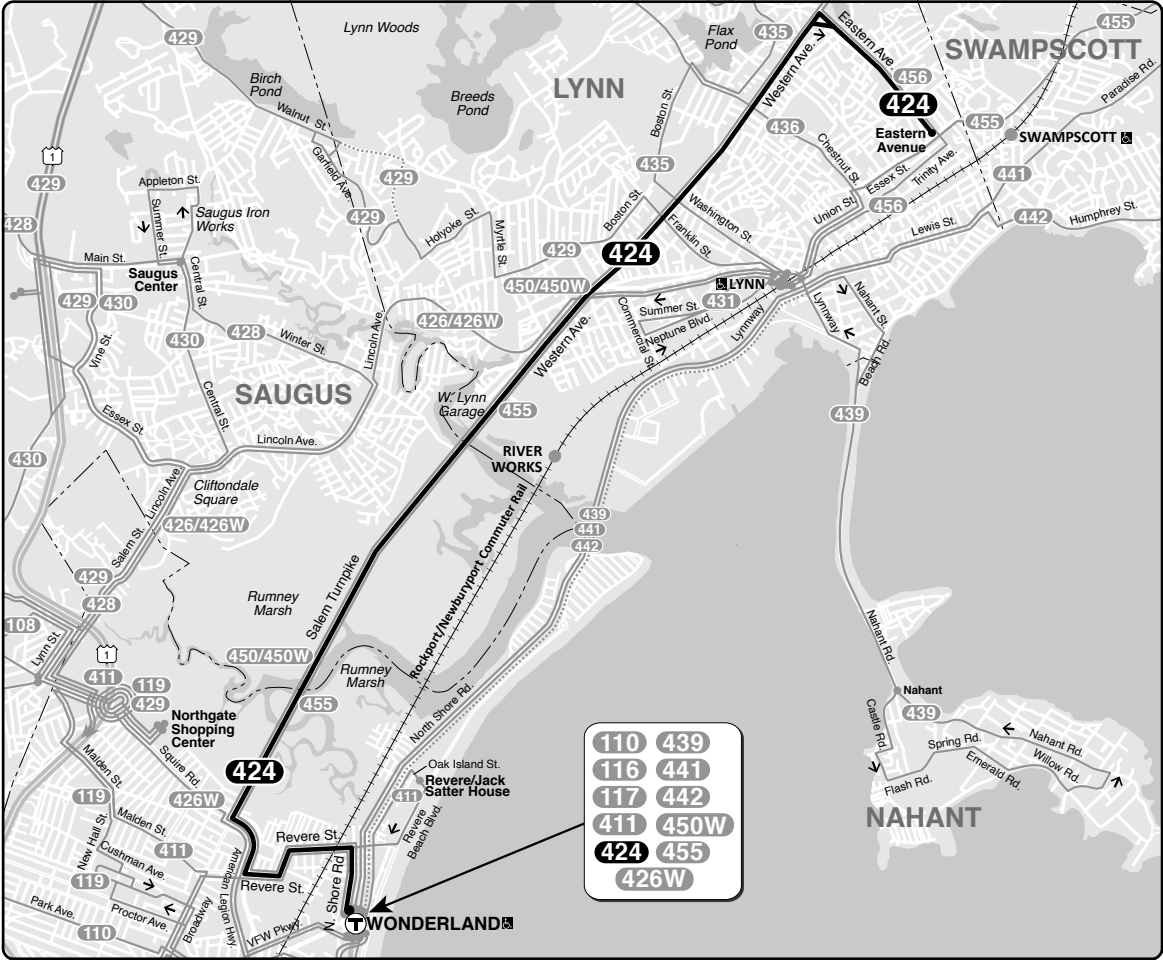 429
Lynn Woods
Flax
Pond
435
Eastern Ave.
455
SWAMPSCOTT
Birch
Pond
LYNN
Western Ave.
456
Paradise Rd.
Breeds
Pond
424
Walnut St.
Boston St.
436
Eastern
Avenue
455
SWAMPSCOTT
1
429
Garfield Ave.
435
Chestnut St.
Trinity Ave.
Essex St.
441
Appleton St.
429
Summer St.
Saugus Iron
Works
428
429
Holyoke St.
Myrtle St.
Boston St.
Washington St.
Union St.
456
442
Humphrey St.
Lewis St.
Franklin St.
429
424
Main St.
Saugus
Center
Central St.
450/450W
LYNN
429
430
431
Summer St.
Neptune Blvd.
Commercial St.
Lynnway
Lynnway
Nahant St.
426/426W
428
430
Winter St.
Lincoln Ave.
Western Ave.
Vine St.
Beach Rd.
SAUGUS
Central St.
W. Lynn
Garage
455
439
Essex St.
Lincoln Ave.
RIVER
WORKS
430
Lincoln Ave.
Cliftondale
Square
426/426W
Salem St.
439
441
442
Rockport/Newburyport Commuter Rail
Salem Turnpike
429
428
Rumney
Marsh
108
Lynn St.
1
450/450W
Rumney
Marsh
Nahant Rd.
411
119
429
455
North Shore Rd.
Nahant
439
Castle Rd.
Northgate
Shopping
Center
Spring Rd.
Nahant Rd.
Willow Rd.
Emerald Rd.
Flash Rd.
NAHANT
Malden St.
Squire Rd.
424
Oak Island St.
Revere/Jack
Satter House
411
Revere
Beach Blvd.
426W
119
Malden St.
New Hall St.
411
Revere St.
Cushman Ave.
119
American Legion Hwy.
Revere St.
N. Shore Rd
Proctor Ave.
Park Ave.
110
Broadway
VFW Pkwy.
T
WONDERLAND
110 439
116 441
117 442
411 450W
424 455
426W